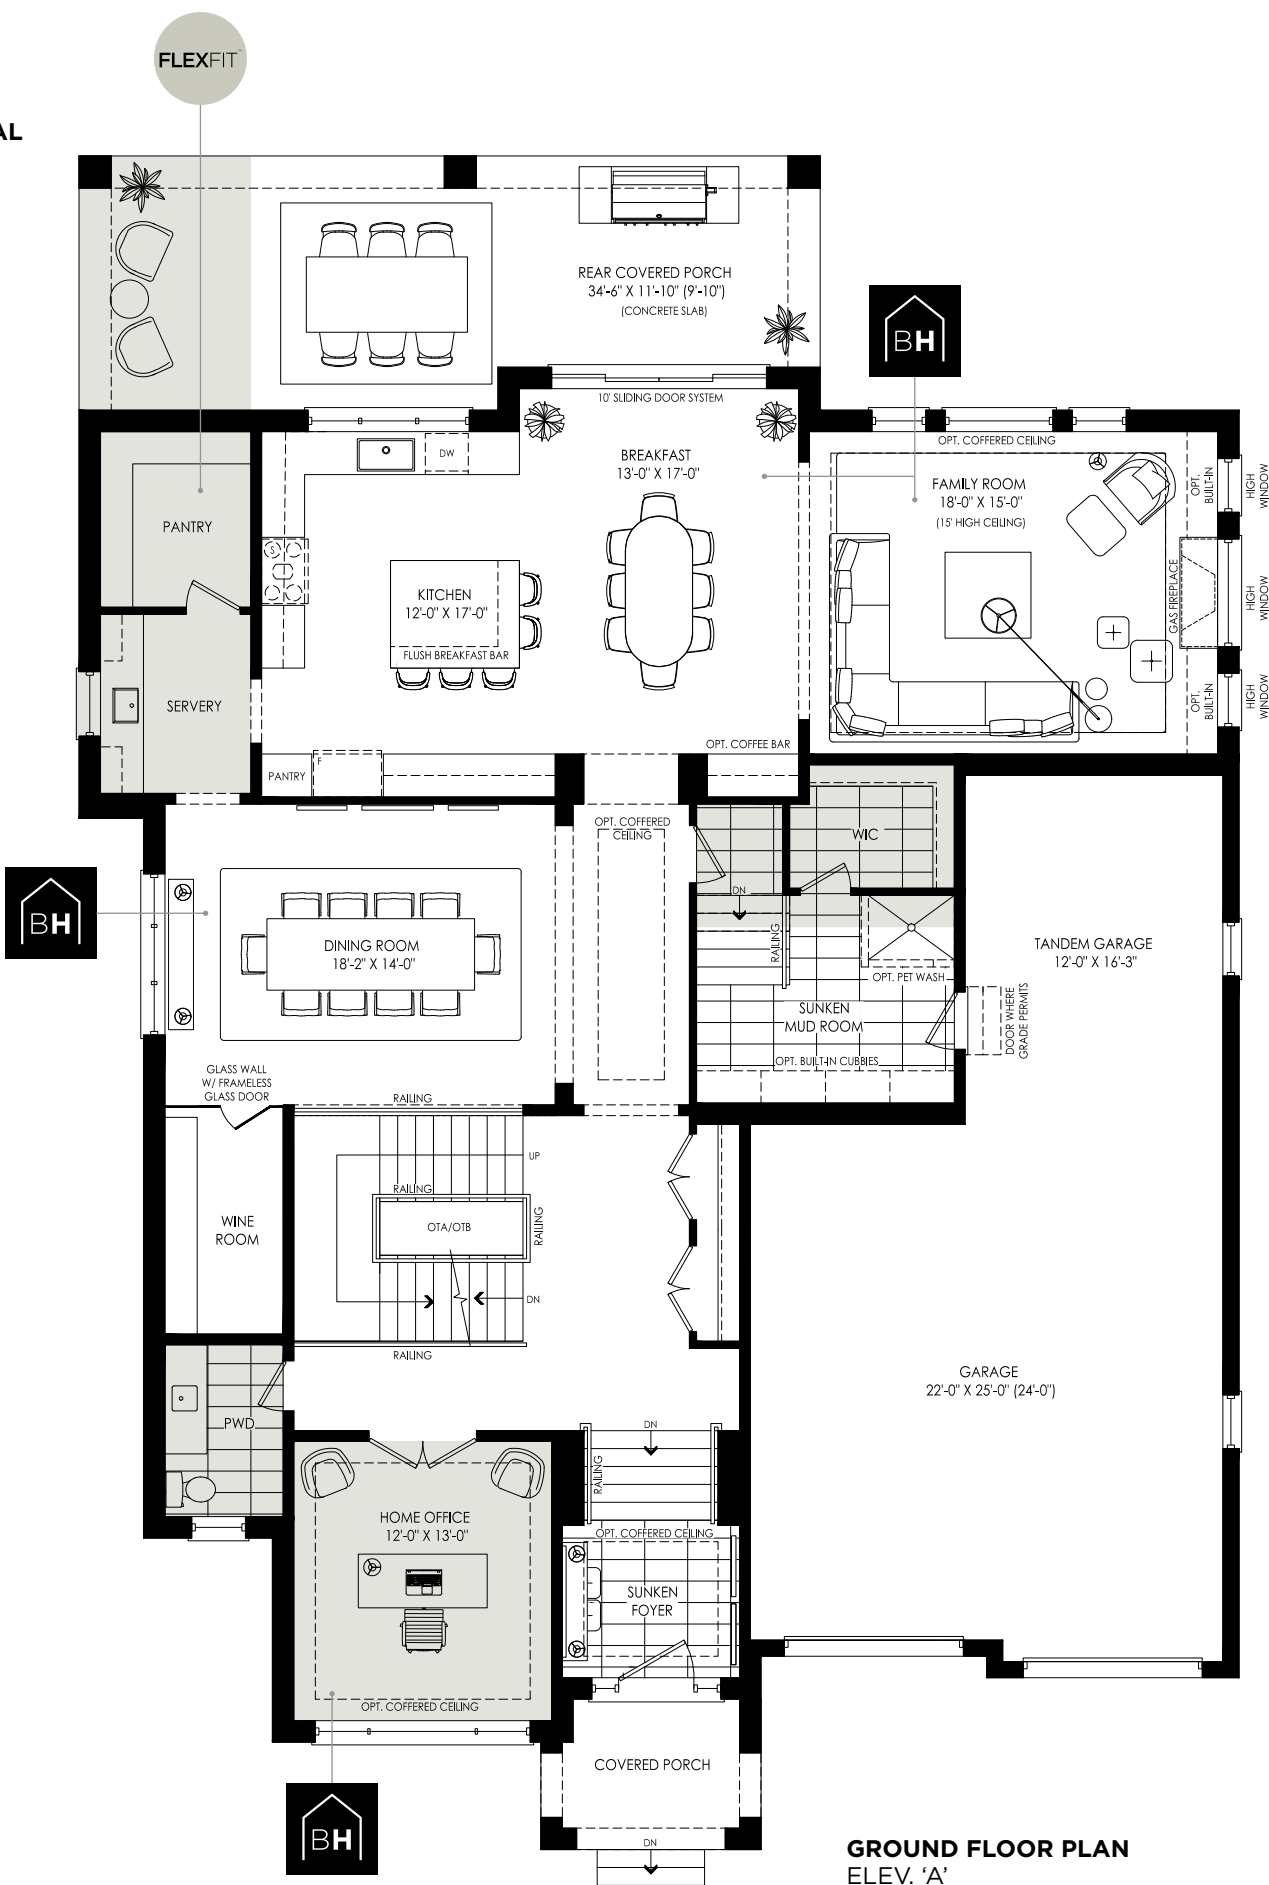 FLEXFIT™
AL
REAR COVERED PORCH
34'-6" X 11'-10" (9'-10")
(CONCRETE SLAB)
BH
10' SLIDING DOOR SYSTEM
OPT. COFFERED CEILING
DW
BREAKFAST
13'-0" X 17'-0"
FAMILY ROOM
18'-0" X 15'-0"
(15' HIGH CEILING)
OPT.
BUILT-IN
HIGH
WINDOW
PANTRY
S
KITCHEN
12'-0" X 17'-0"
FLUSH BREAKFAST BAR
GAS FIREPLACE
HIGH
WINDOW
SERVERY
OPT.
BUILT-IN
HIGH
WINDOW
OPT. COFFEE BAR
PANTRY
F
OPT. COFFERED
CEILING
WIC
BH
DN
RAILING
DINING ROOM
18'-2" X 14'-0"
TANDEM GARAGE
12'-0" X 16'-3"
OPT. PET WASH
SUNKEN
MUD ROOM
DOOR WHERE
GRADE PERMITS
OPT. BUILT-IN CUBBIES
GLASS WALL
W/ FRAMELESS
GLASS DOOR
RAILING
UP
RAILING
WINE
ROOM
OTA/OTB
RAILING
DN
RAILING
GARAGE
22'-0" X 25'-0" (24'-0")
PWD
DN
RAILING
HOME OFFICE
12'-0" X 13'-0"
OPT. COFFERED CEILING
SUNKEN
FOYER
OPT. COFFERED CEILING
COVERED PORCH
BH
DN
GROUND FLOOR PLAN
ELEV. 'A'